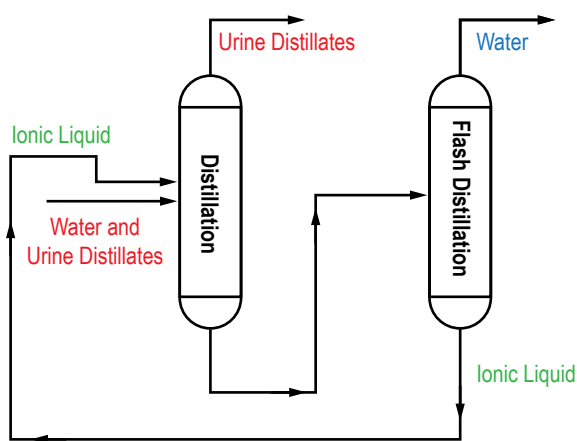 Urine Distillates
Water
Ionic Liquid
Distillation
Flash Distillation
Water and
Urine Distillates
Ionic Liquid